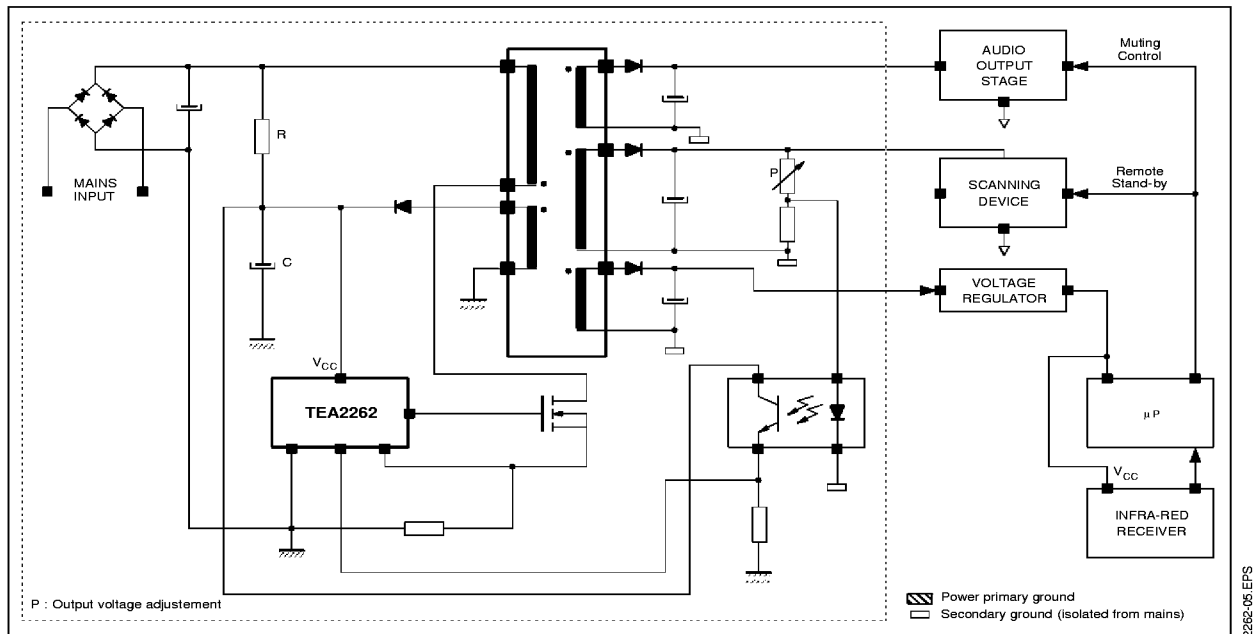 AUDIO
OUTPUT
STAGE
Muting
Control
R
MAINS
INPUT
P
SCANNING
DEVICE
Remote
Stand-by
C
VOLTAGE
REGULATOR
VCC
TEA2262
µP
VCC
INFRA-RED
RECEIVER
P : Output voltage adjustement
Power primary ground
Secondary ground (isolated from mains)
2262-05.EPS